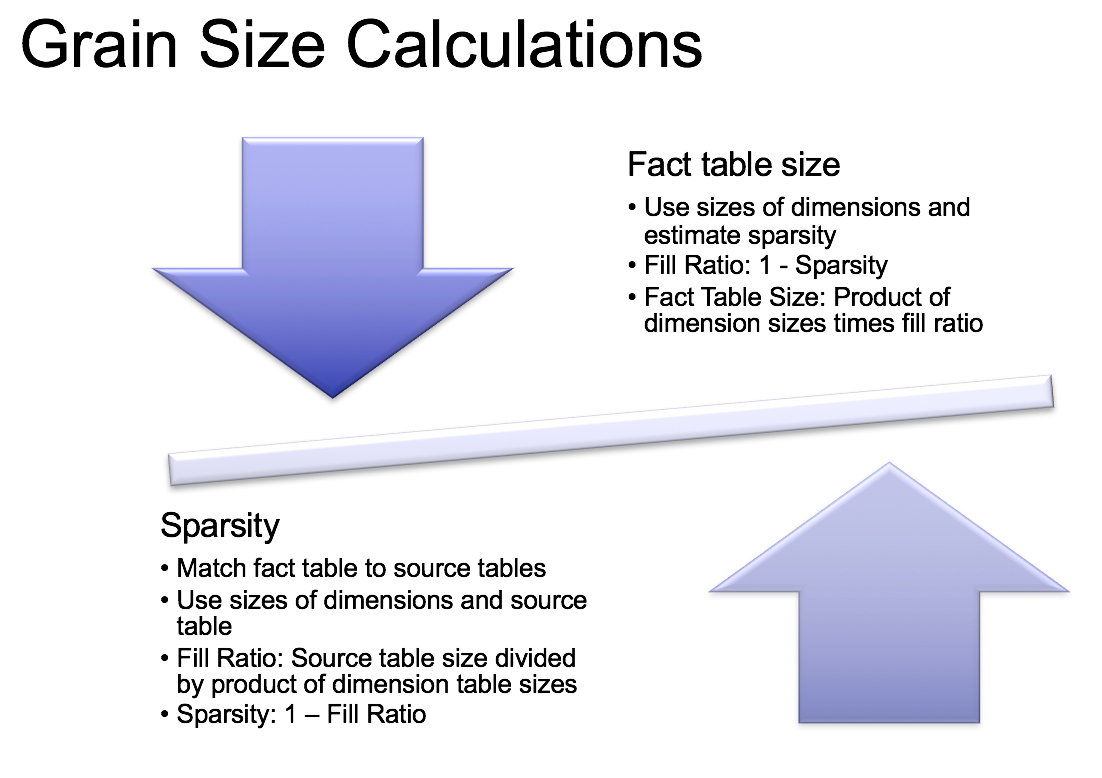 Grain Size Calculations
Fact table size
• Use sizes of dimensions and
estimate sparsity
• Fill Ratio: 1 - Sparsity
• Fact Table Size: Product of
dimension sizes times fill ratio
Sparsity
• Match fact table to source tables
• Use sizes of dimensions and source
table
• Fill Ratio: Source table size divided
by product of dimension table sizes
• Sparsity: 1 – Fill Ratio